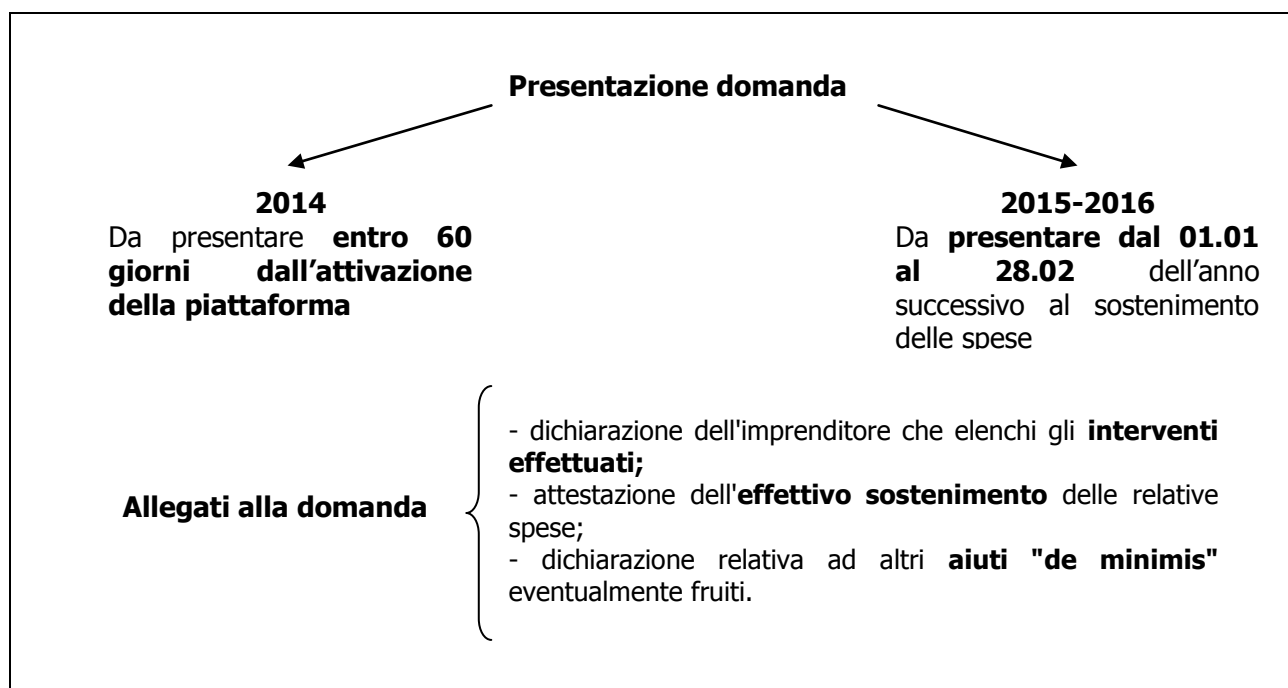 Presentazione domanda
2014
Da presentare entro 60
giorni dall'attivazione
della piattaforma
2015-2016
Da presentare dal 01.01
al 28.02 dell'anno
successivo al sostenimento
delle spese
Allegati alla domanda
- dichiarazione dell'imprenditore che elenchi gli interventi
effettuati;
- attestazione dell'effettivo sostenimento delle relative
spese;
- dichiarazione relativa ad altri aiuti "de minimis"
eventualmente fruiti.